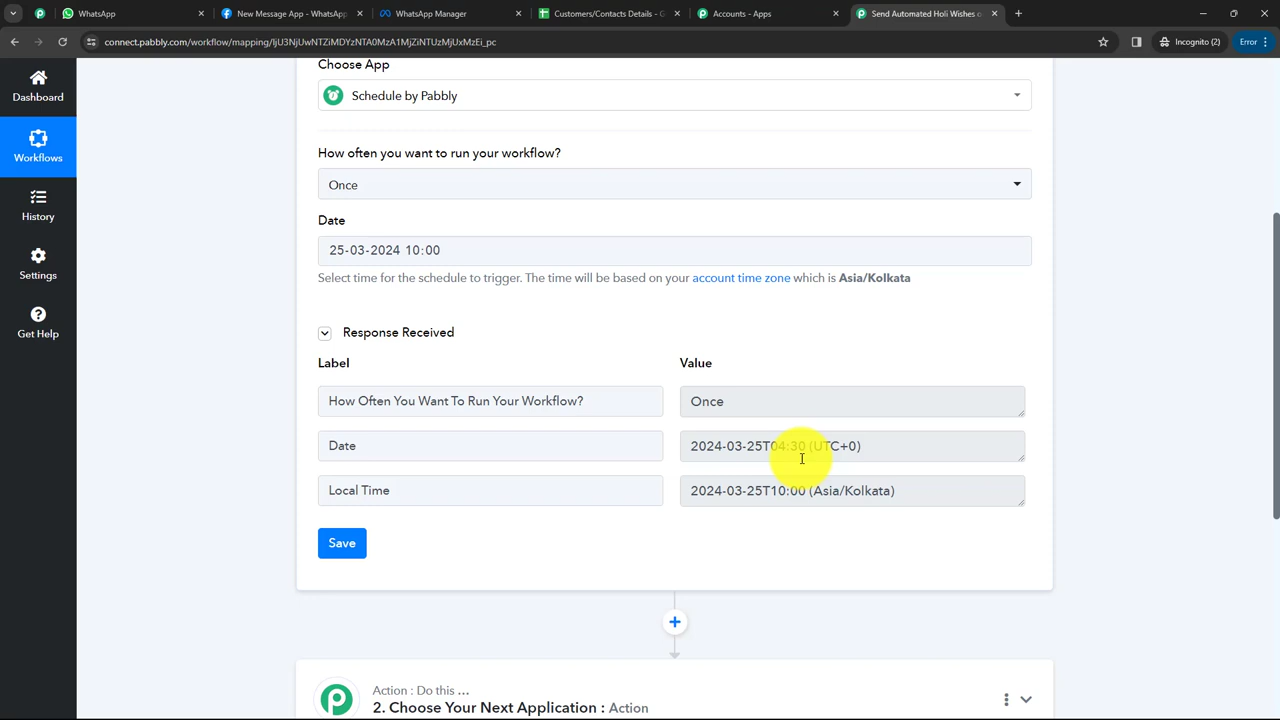 WhatsApp
New Message App - WhatsApp
WhatsApp Manager
Customers/Contacts Details - G
Accounts - Apps
Send Automated Holi Wishes o
connect.pabbly.com/workflow/mapping/
Incognito (2)
Error
Dashboard
Workflows
History
Settings
Get Help
Choose App
Schedule by Pabbly
How often you want to run your workflow?
Once
Date
25-03-2024 10:00
Select time for the schedule to trigger. The time will be based on your account time zone which is Asia/Kolkata
Response Received
Label Value
How Often You Want To Run Your Workflow? Once
Date 2024-03-25T04:30 (UTC+0)
Local Time 2024-03-25T10:00 (Asia/Kolkata)
Save
Action : Do this ...
2. Choose Your Next Application : Action